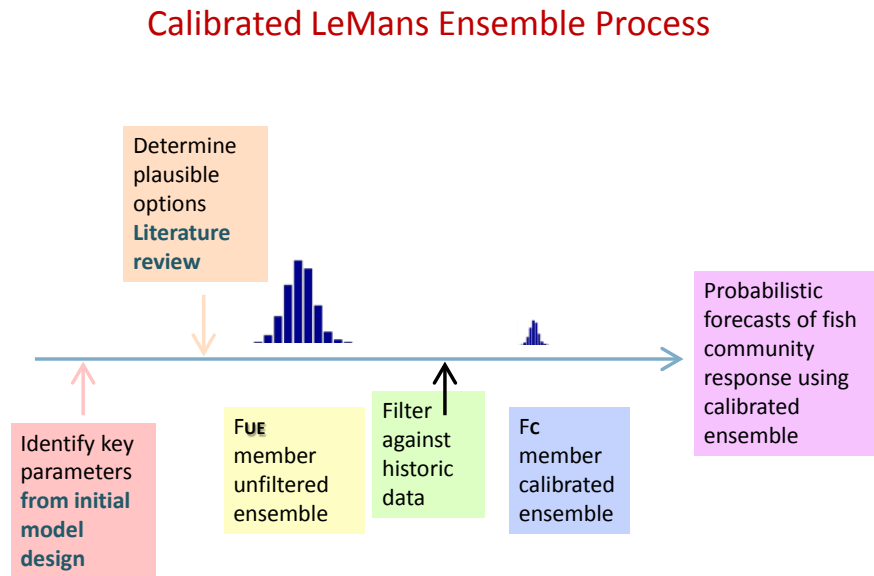 Calibrated LeMans Ensemble Process
Determine
plausible
options
Literature
review
Probabilistic
forecasts of fish
community
response using
calibrated
ensemble
Identify key
parameters
from initial
model
design
FUE
member
unfiltered
ensemble
Filter
against
historic
data
FC
member
calibrated
ensemble